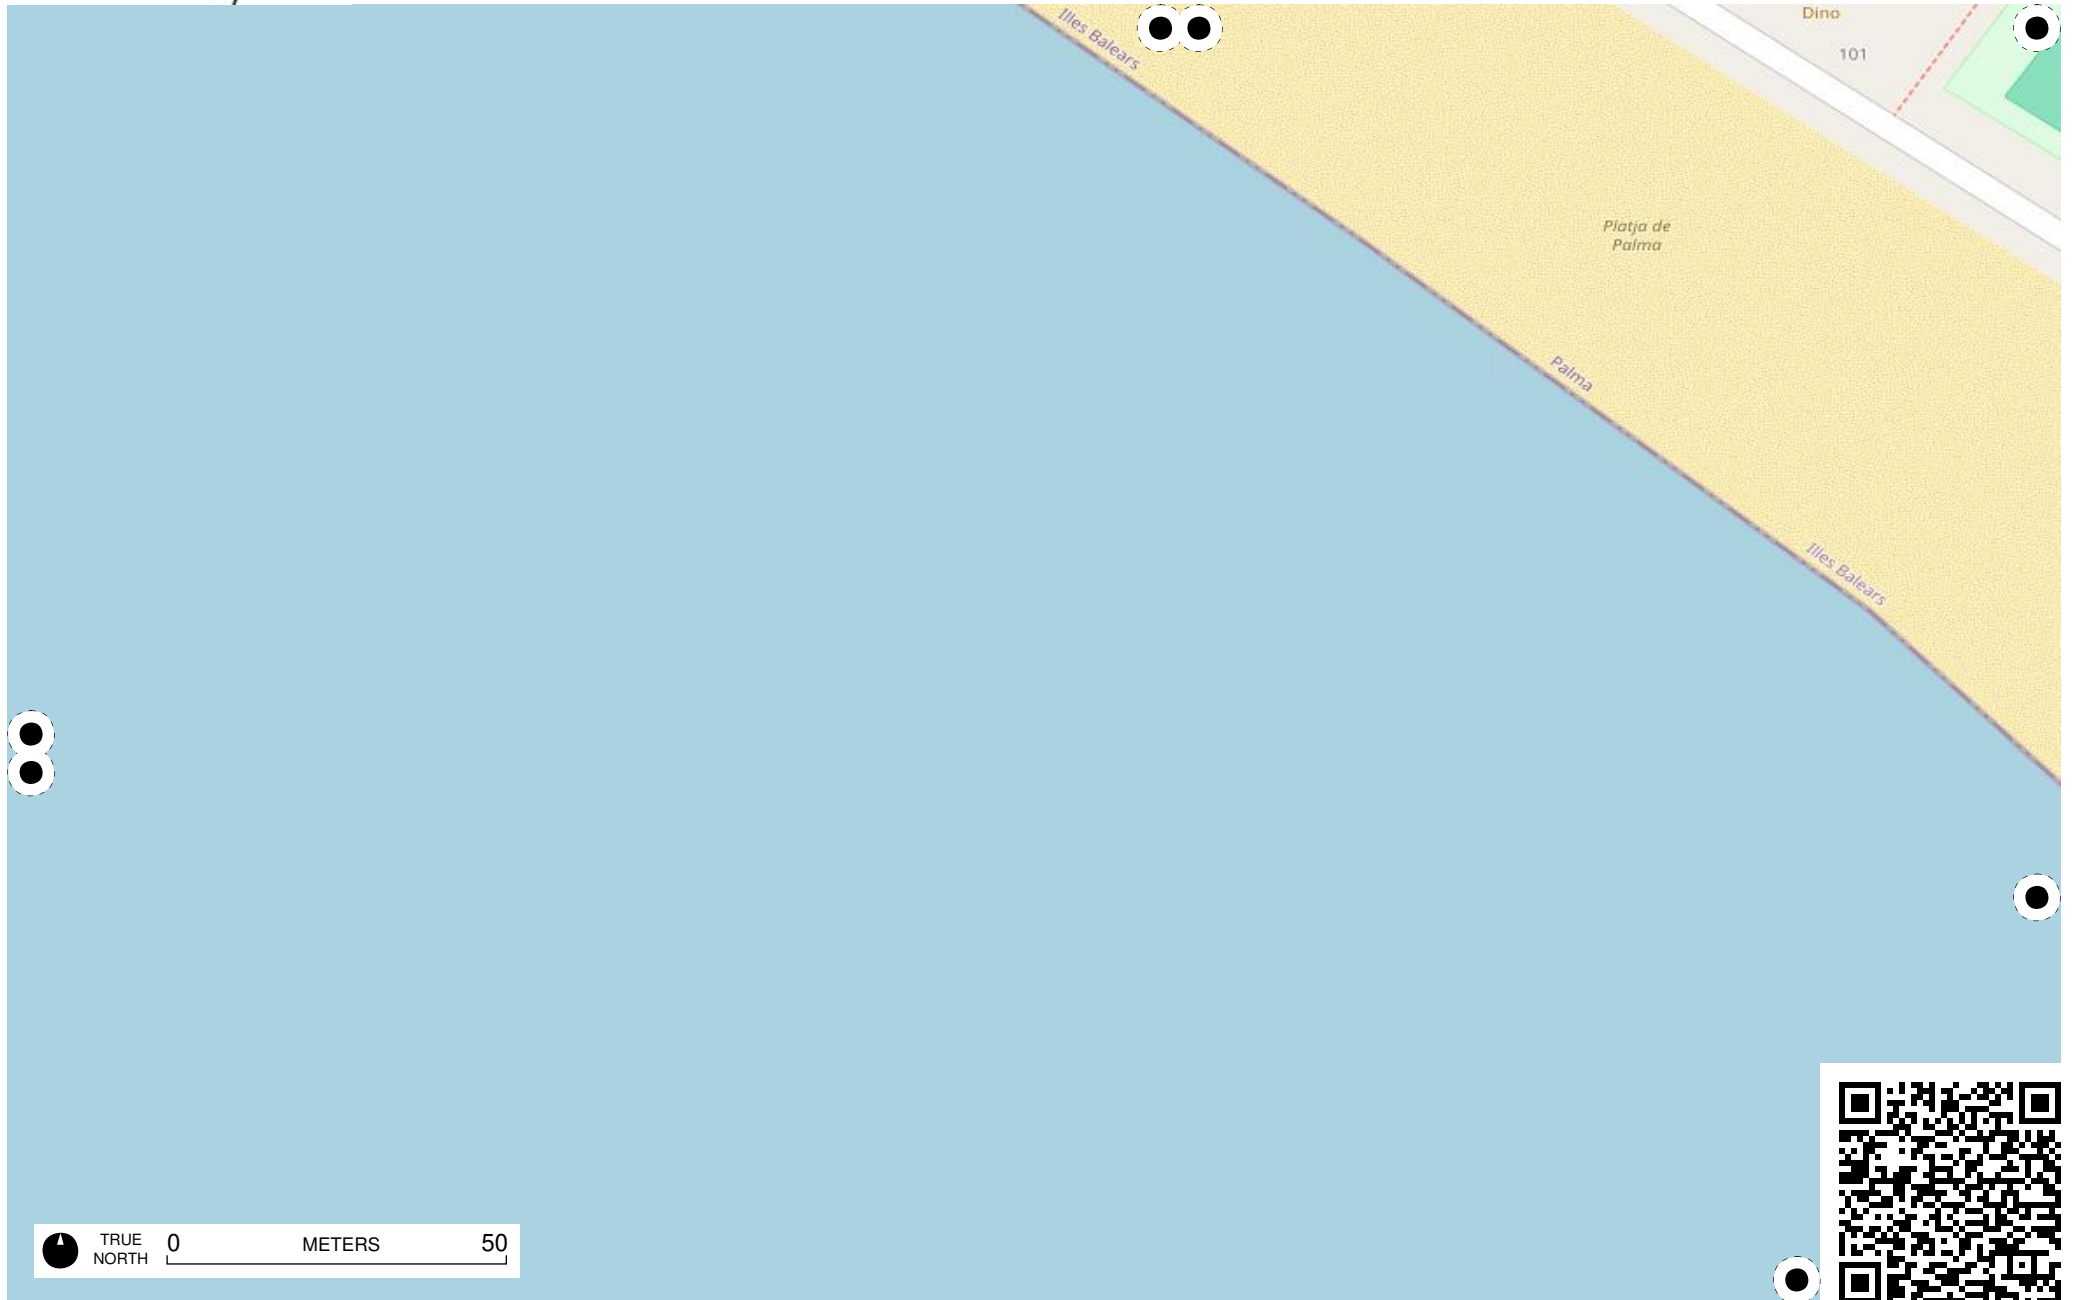 Illes Balears
Dino
101
Platja de
Palma
Palma
Illes Balears
TRUE
NORTH
0 METERS 50